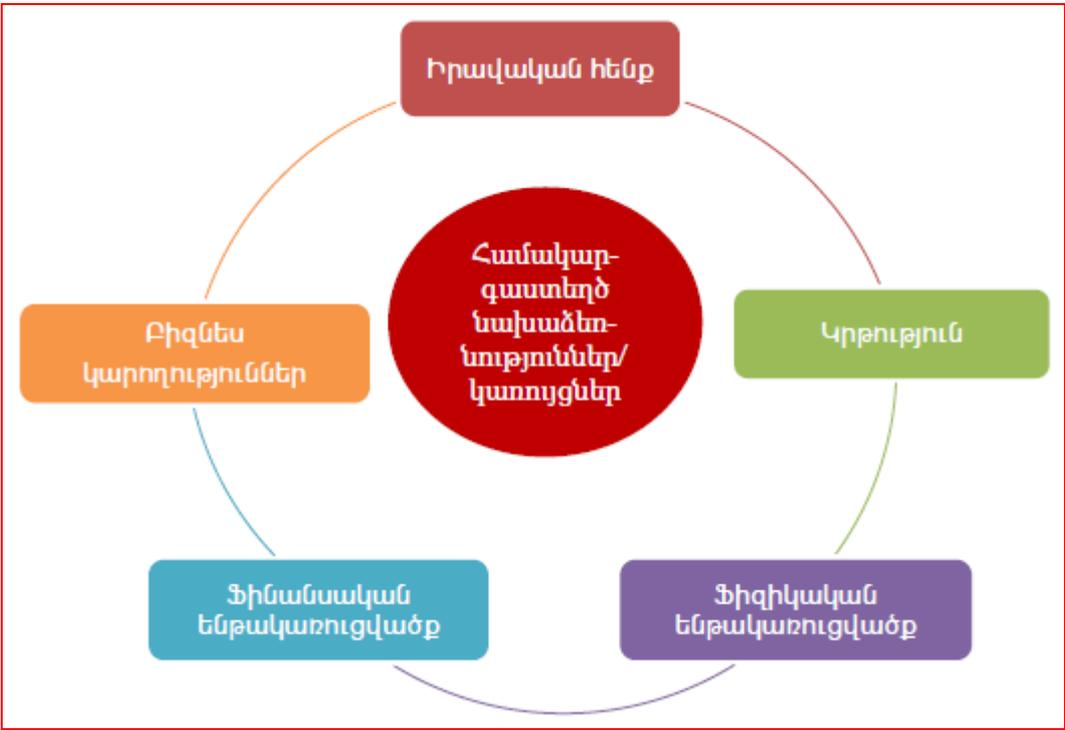 Իրավական հենք
Համակար-
գաստեղծ
նախաձեռ-
նություններ/
կառույցներ
Բիզնես
կարողություններ
Կրթություն
Ֆինանսական
ենթակառուցվածք
Ֆիզիկական
ենթակառուցվածք